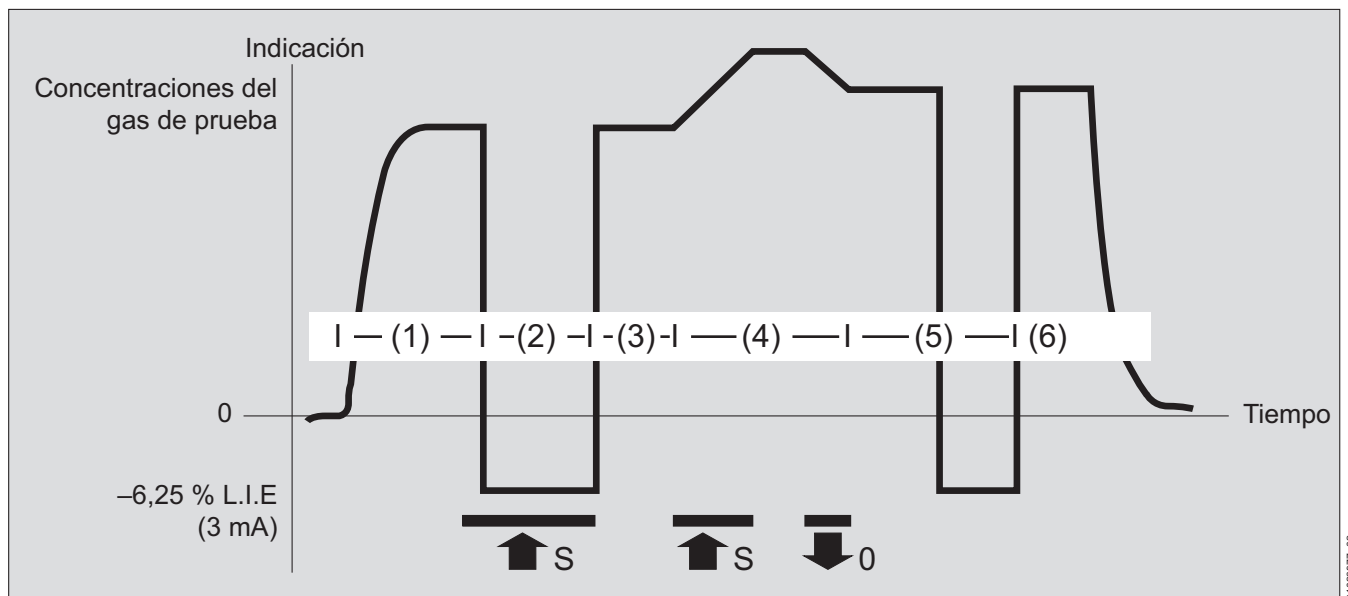 Indicación
Concentraciones del
gas de prueba
I — (1) — I -(2) –I -(3)-I — (4) — I — (5) — I (6)
0
Tiempo
–6,25 % L.I.E
(3 mA)
S
S
0